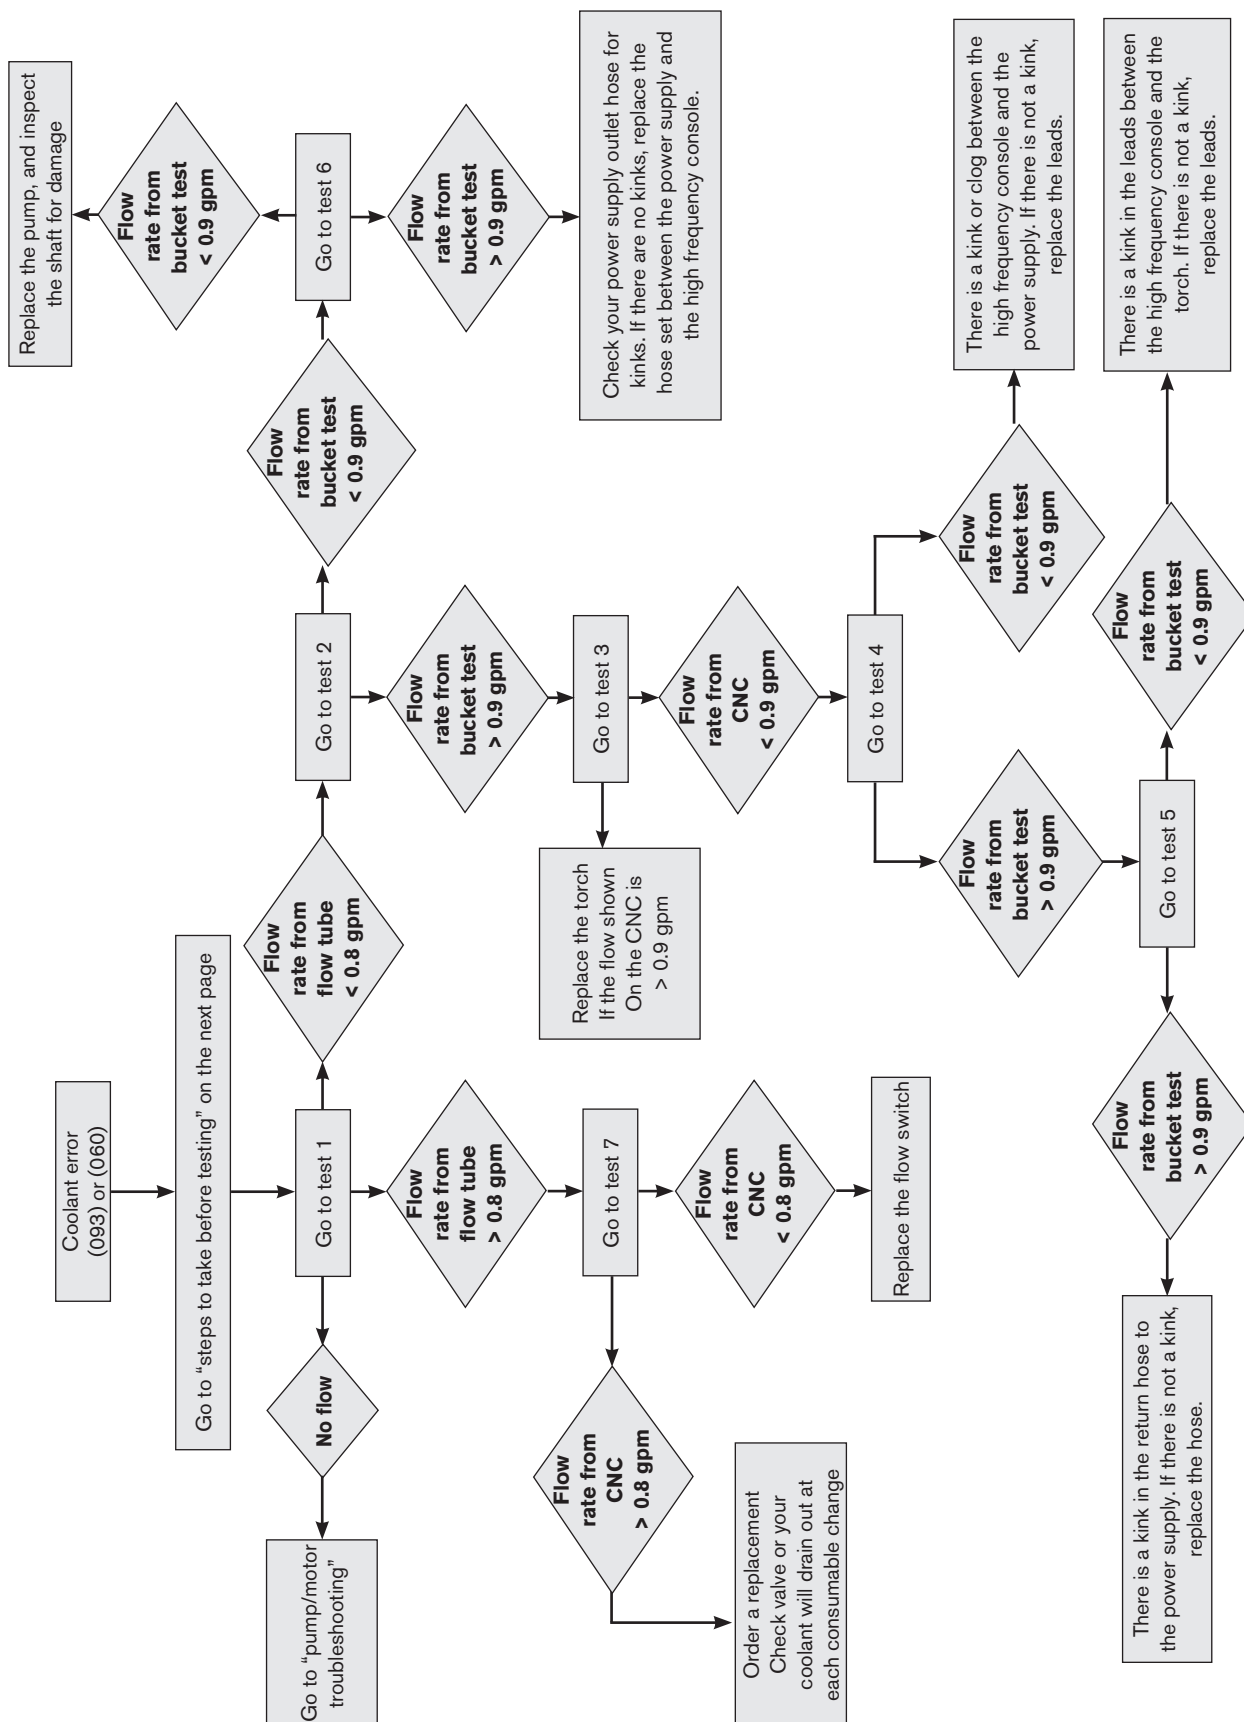 Coolant error
(093) or (060)
Go to “steps to take before testing” on the next page
Go to “pump/motor
troubleshooting”
No flow
Go to test 1
Flow
rate from
flow tube
< 0.8 gpm
Go to test 2
Flow
rate from
bucket test
< 0.9 gpm
Go to test 6
Flow
rate from
bucket test
< 0.9 gpm
Replace the pump, and inspect
the shaft for damage
Flow
rate from
bucket test
> 0.9 gpm
Check your power supply outlet hose for
kinks. If there are no kinks, replace the
hose set between the power supply and
the high frequency console.
Flow
rate from
flow tube
> 0.8 gpm
Go to test 7
Flow
rate from
CNC
> 0.8 gpm
Order a replacement
Check valve or your
coolant will drain out at
each consumable change
Flow
rate from
CNC
< 0.8 gpm
Replace the flow switch
Flow
rate from
bucket test
> 0.9 gpm
Go to test 3
Replace the torch
If the flow shown
On the CNC is
> 0.9 gpm
Flow
rate from
CNC
< 0.9 gpm
Go to test 4
Flow
rate from
bucket test
< 0.9 gpm
There is a kink or clog between the
high frequency console and the
power supply. If there is not a kink,
replace the leads.
Flow
rate from
bucket test
> 0.9 gpm
Go to test 5
Flow
rate from
bucket test
< 0.9 gpm
There is a kink in the leads between
the high frequency console and the
torch. If there is not a kink,
replace the leads.
Flow
rate from
bucket test
> 0.9 gpm
There is a kink in the return hose to
the power supply. If there is not a kink,
replace the hose.